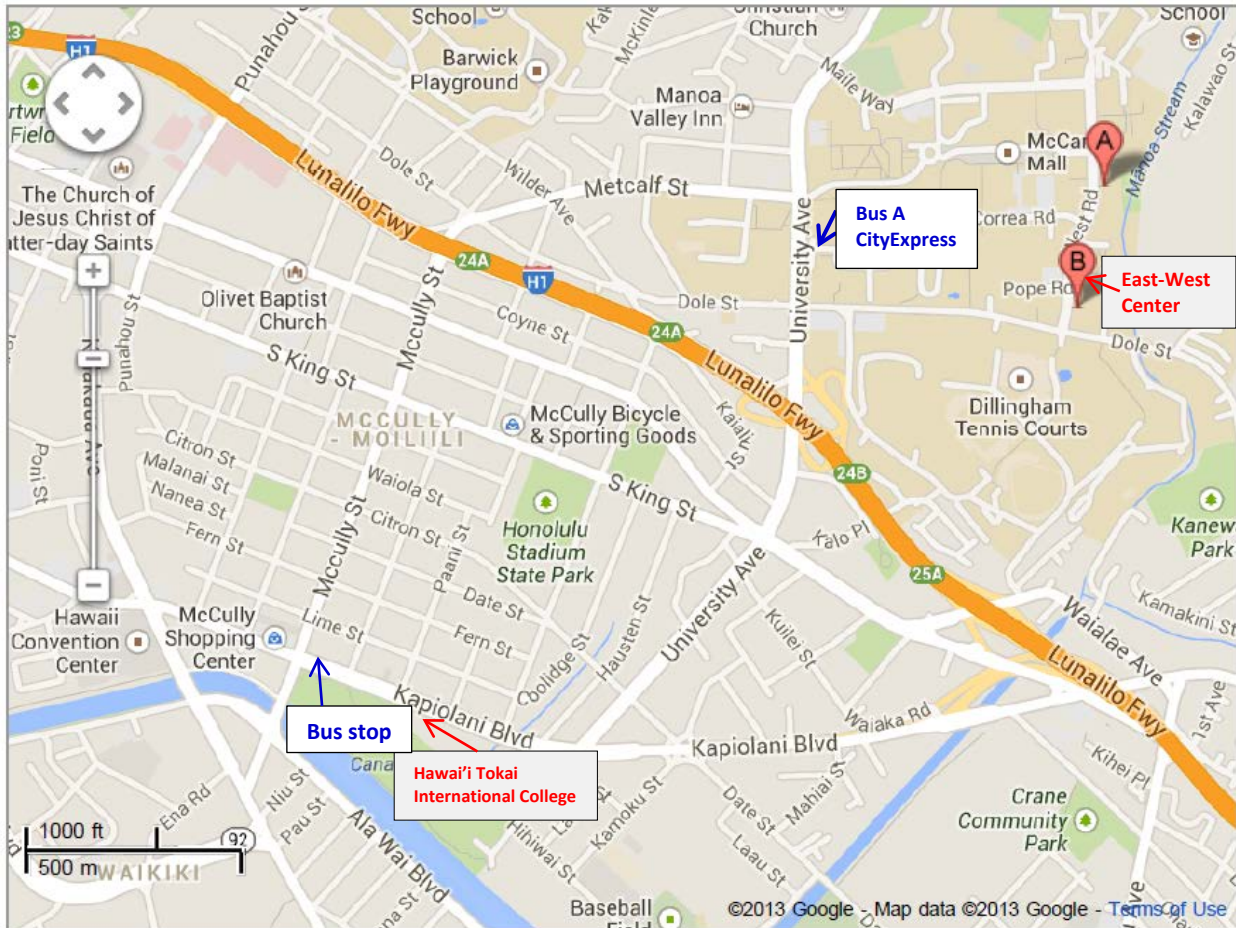 School
Christian
Church
School
H1
Punahou St
Barwick
Playground
Manoa
Valley Inn
Maile Way
Kalawao St
Manoa Stream
Field
McCar
Mall
A
Lunalilo Fwy
Dole St
Wilder Ave
Metcalf St
The Church of
Jesus Christ of
atter-day Saints
Bus A
CityExpress
Correa Rd
University Ave
24A
H1
B
Pope Rd
East-West
Center
Olivet Baptist
Church
Mccully St
Coyne St
Dole St
24A
Dole St
Punahou St
S King St
Lunalilo Fwy
Dillingham
Tennis Courts
MCCULLY
- MOILIILI
McCully Bicycle
& Sporting Goods
Citron St
Malanai St
Nanea St
Fern St
Poni St
Waiola St
Citron St
Paani St
Mccully St
S King St
24B
Honolulu
Stadium
State Park
Kalo Pl
Kanew
Park
25A
Date St
Fern St
University Ave
Hausten St
Coolidge St
Kuilei St
Waialae Ave
Kamakini St
Hawaii
Convention
Center
McCully
Shopping
Center
Lime St
Lunalilo Fwy
1st Ave
Bus stop
Kapiolani Blvd
Waiaka Rd
Kapiolani Blvd
Hawai'i Tokai
International College
Kihei Pl
Mahiai St
Date St
Kamoku St
Hihiwai St
Laau St
Ena Rd
Niu St
Pau St
Ala Wai Blvd
Crane
Community
Park
1000 ft
500 m
92
WAIKIKI
Baseball
©2013 Google - Map data ©2013 Google - Terms of Use